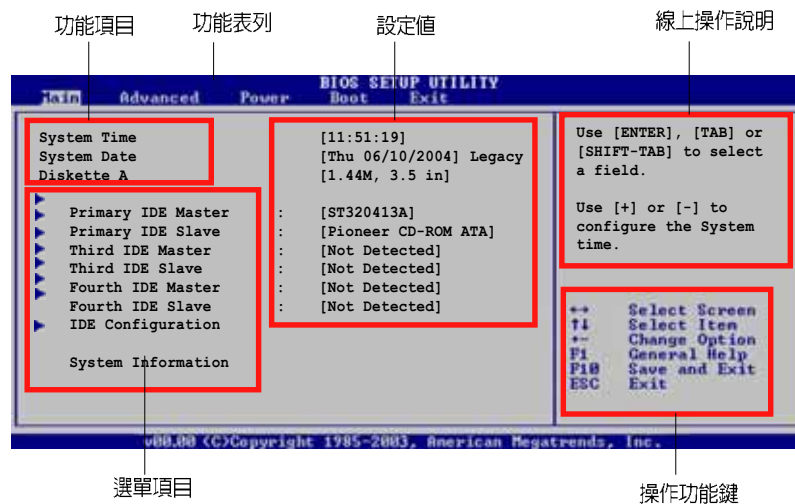 功能項目 功能表列 設定值 線上操作說明
BIOS SETUP UTILITY
Main Advanced Power Boot Exit
System Time [11:51:19]
System Date [Thu 06/10/2004] Legacy
Diskette A [1.44M, 3.5 in]
Primary IDE Master : [ST320413A]
Primary IDE Slave : [Pioneer CD-ROM ATA]
Third IDE Master : [Not Detected]
Third IDE Slave : [Not Detected]
Fourth IDE Master : [Not Detected]
Fourth IDE Slave : [Not Detected]
IDE Configuration
System Information
Use [ENTER], [TAB] or
[SHIFT-TAB] to select
a field.
Use [+] or [-] to
configure the System
time.
↔ Select Screen
↑↓ Select Item
+- Change Option
F1 General Help
F10 Save and Exit
ESC Exit
v00.00 (C)Copyright 1985-2003, American Megatrends, Inc.
選單項目 操作功能鍵